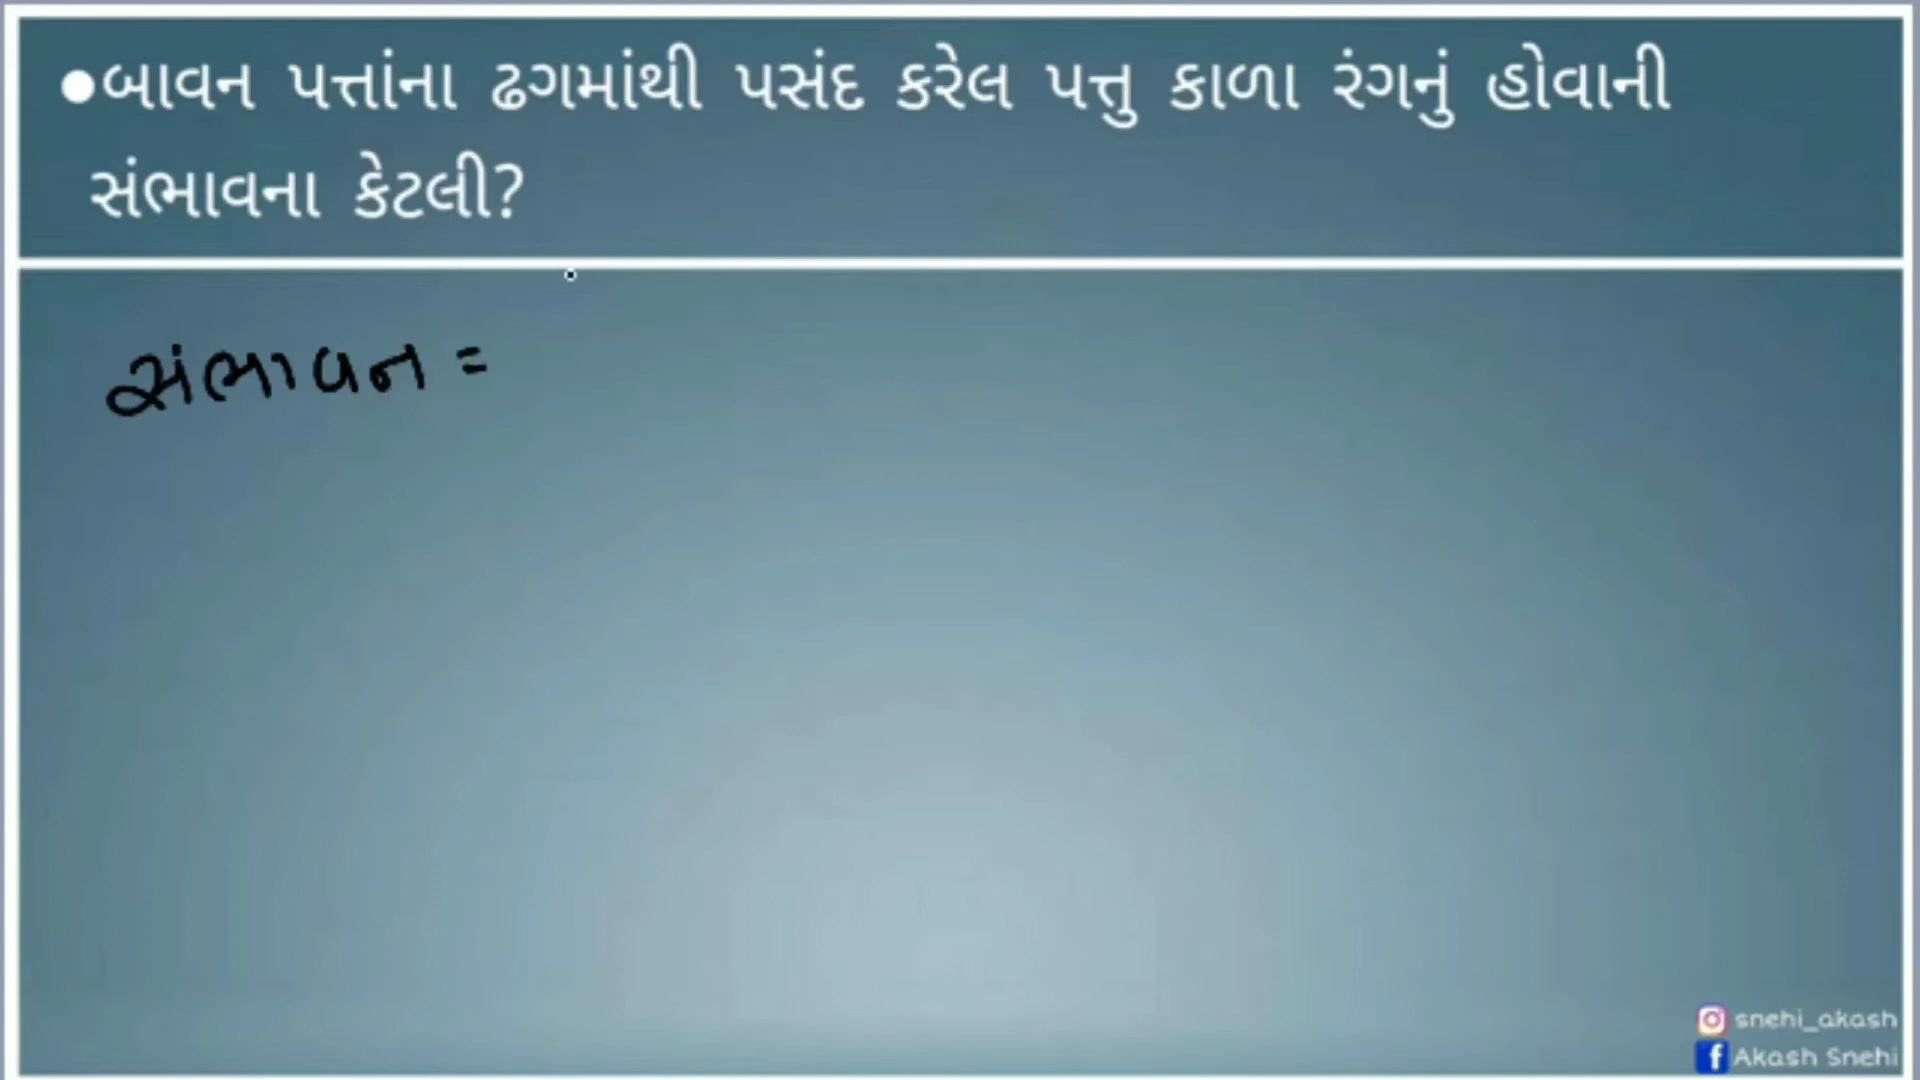 ●બાવન પત્તાંના ઢગમાંથી પસંદ કરેલ પત્તુ કાળા રંગનું હોવાની
સંભાવના કેટલી?
સંભાવન =
snehi_akash
Akash Snehi